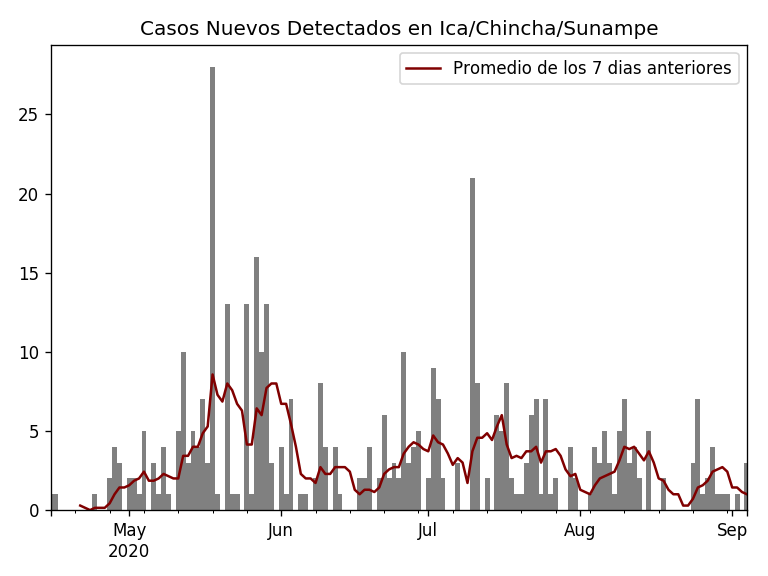 Casos Nuevos Detectados en Ica/Chincha/Sunampe
Promedio de los 7 dias anteriores
25
20
15
10
5
0
May Jun Jul Aug Sep
2020